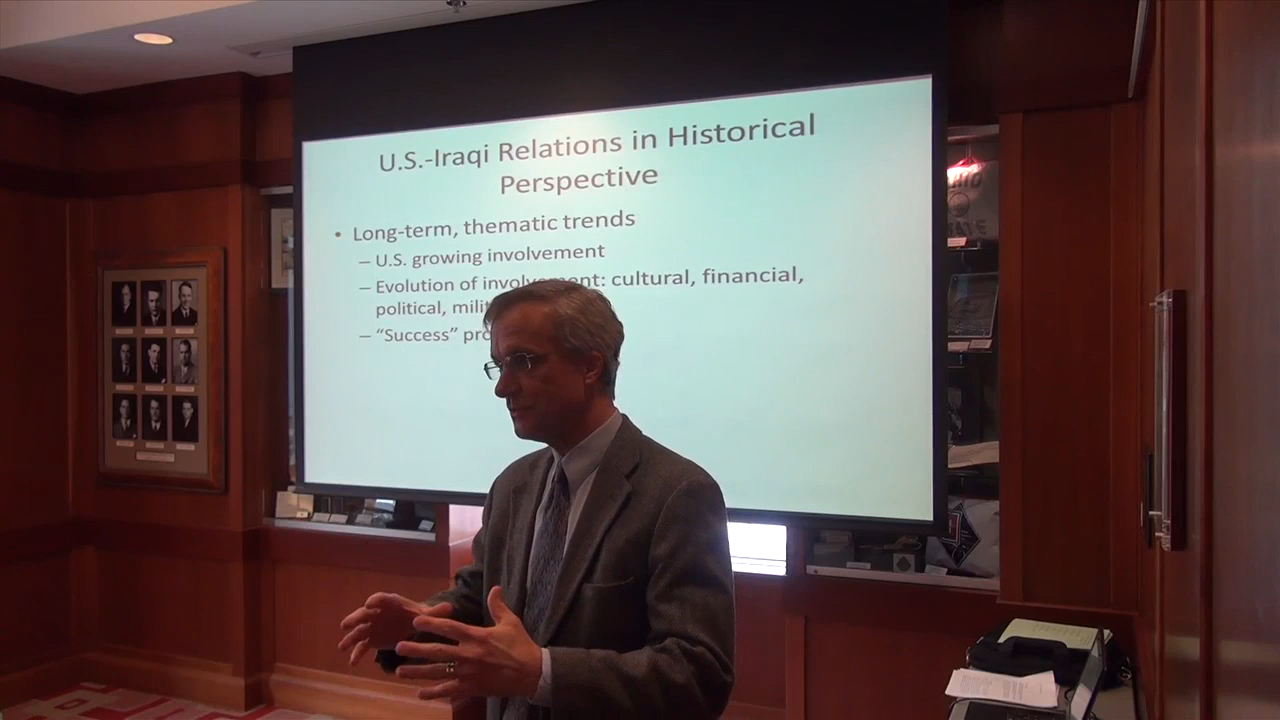 U.S.-Iraqi Relations in Historical
Perspective
• Long-term, thematic trends
– U.S. growing involvement
– Evolution of involvement: cultural, financial,
political,
– “Success”